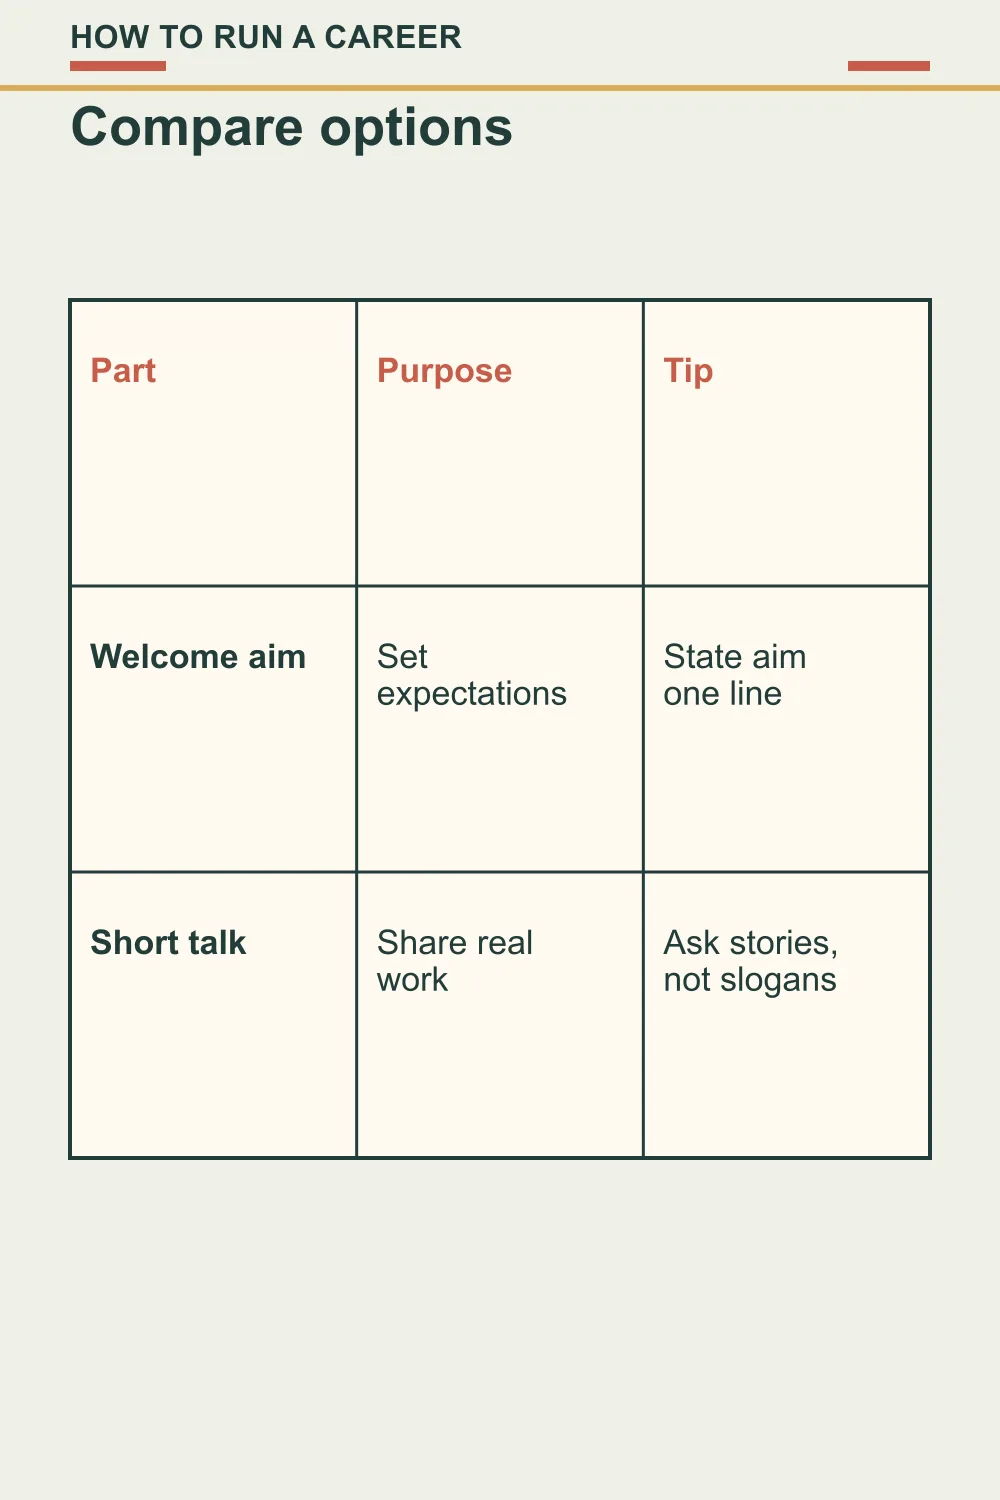 HOW TO RUN A CAREER
Compare options
Part
Purpose
Tip
Welcome aim
Set
expectations
State aim
one line
Short talk
Share real
work
Ask stories,
not slogans